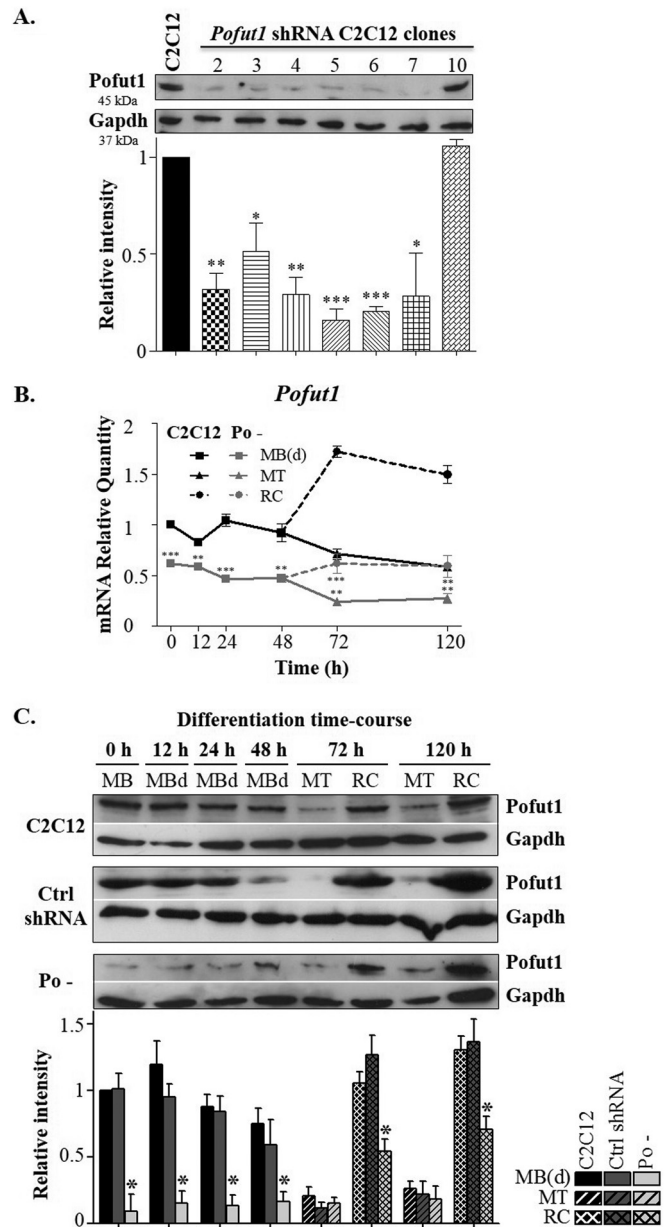 A.
C2C12
Pofut1 shRNA C2C12 clones
2 3 4 5 6 7 10
Pofut1
45 kDa
Gapdh
37 kDa
1
0.5
0
Relative intensity
** * ** *** *** *
B.
Pofut1
C2C12 Po -
MB(d)
MT
RC
2
1.5
1
0.5
0
mRNA Relative Quantity
*** ** *** ** *** ** ** **
0 12 24 48 72 120
Time (h)
C.
Differentiation time-course
0 h 12 h 24 h 48 h 72 h 120 h
MB MBd MBd MBd MT RC MT RC
C2C12
Pofut1
Gapdh
Ctrl shRNA
Pofut1
Gapdh
Po -
Pofut1
Gapdh
1.5
1
0.5
0
Relative intensity
* * * * * *
C2C12
Ctrl shRNA
Po -
MB(d)
MT
RC